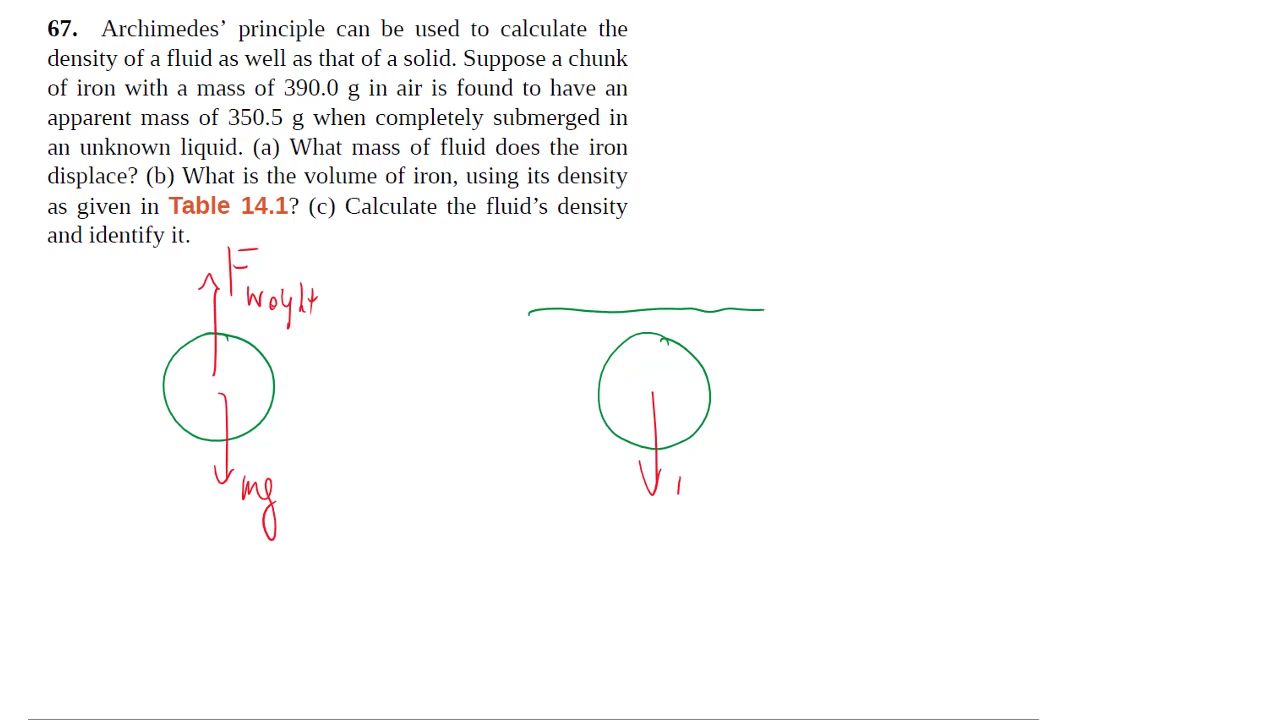 67. Archimedes’ principle can be used to calculate the
density of a fluid as well as that of a solid. Suppose a chunk
of iron with a mass of 390.0 g in air is found to have an
apparent mass of 350.5 g when completely submerged in
an unknown liquid. (a) What mass of fluid does the iron
displace? (b) What is the volume of iron, using its density
as given in Table 14.1? (c) Calculate the fluid’s density
and identify it.
F
mg